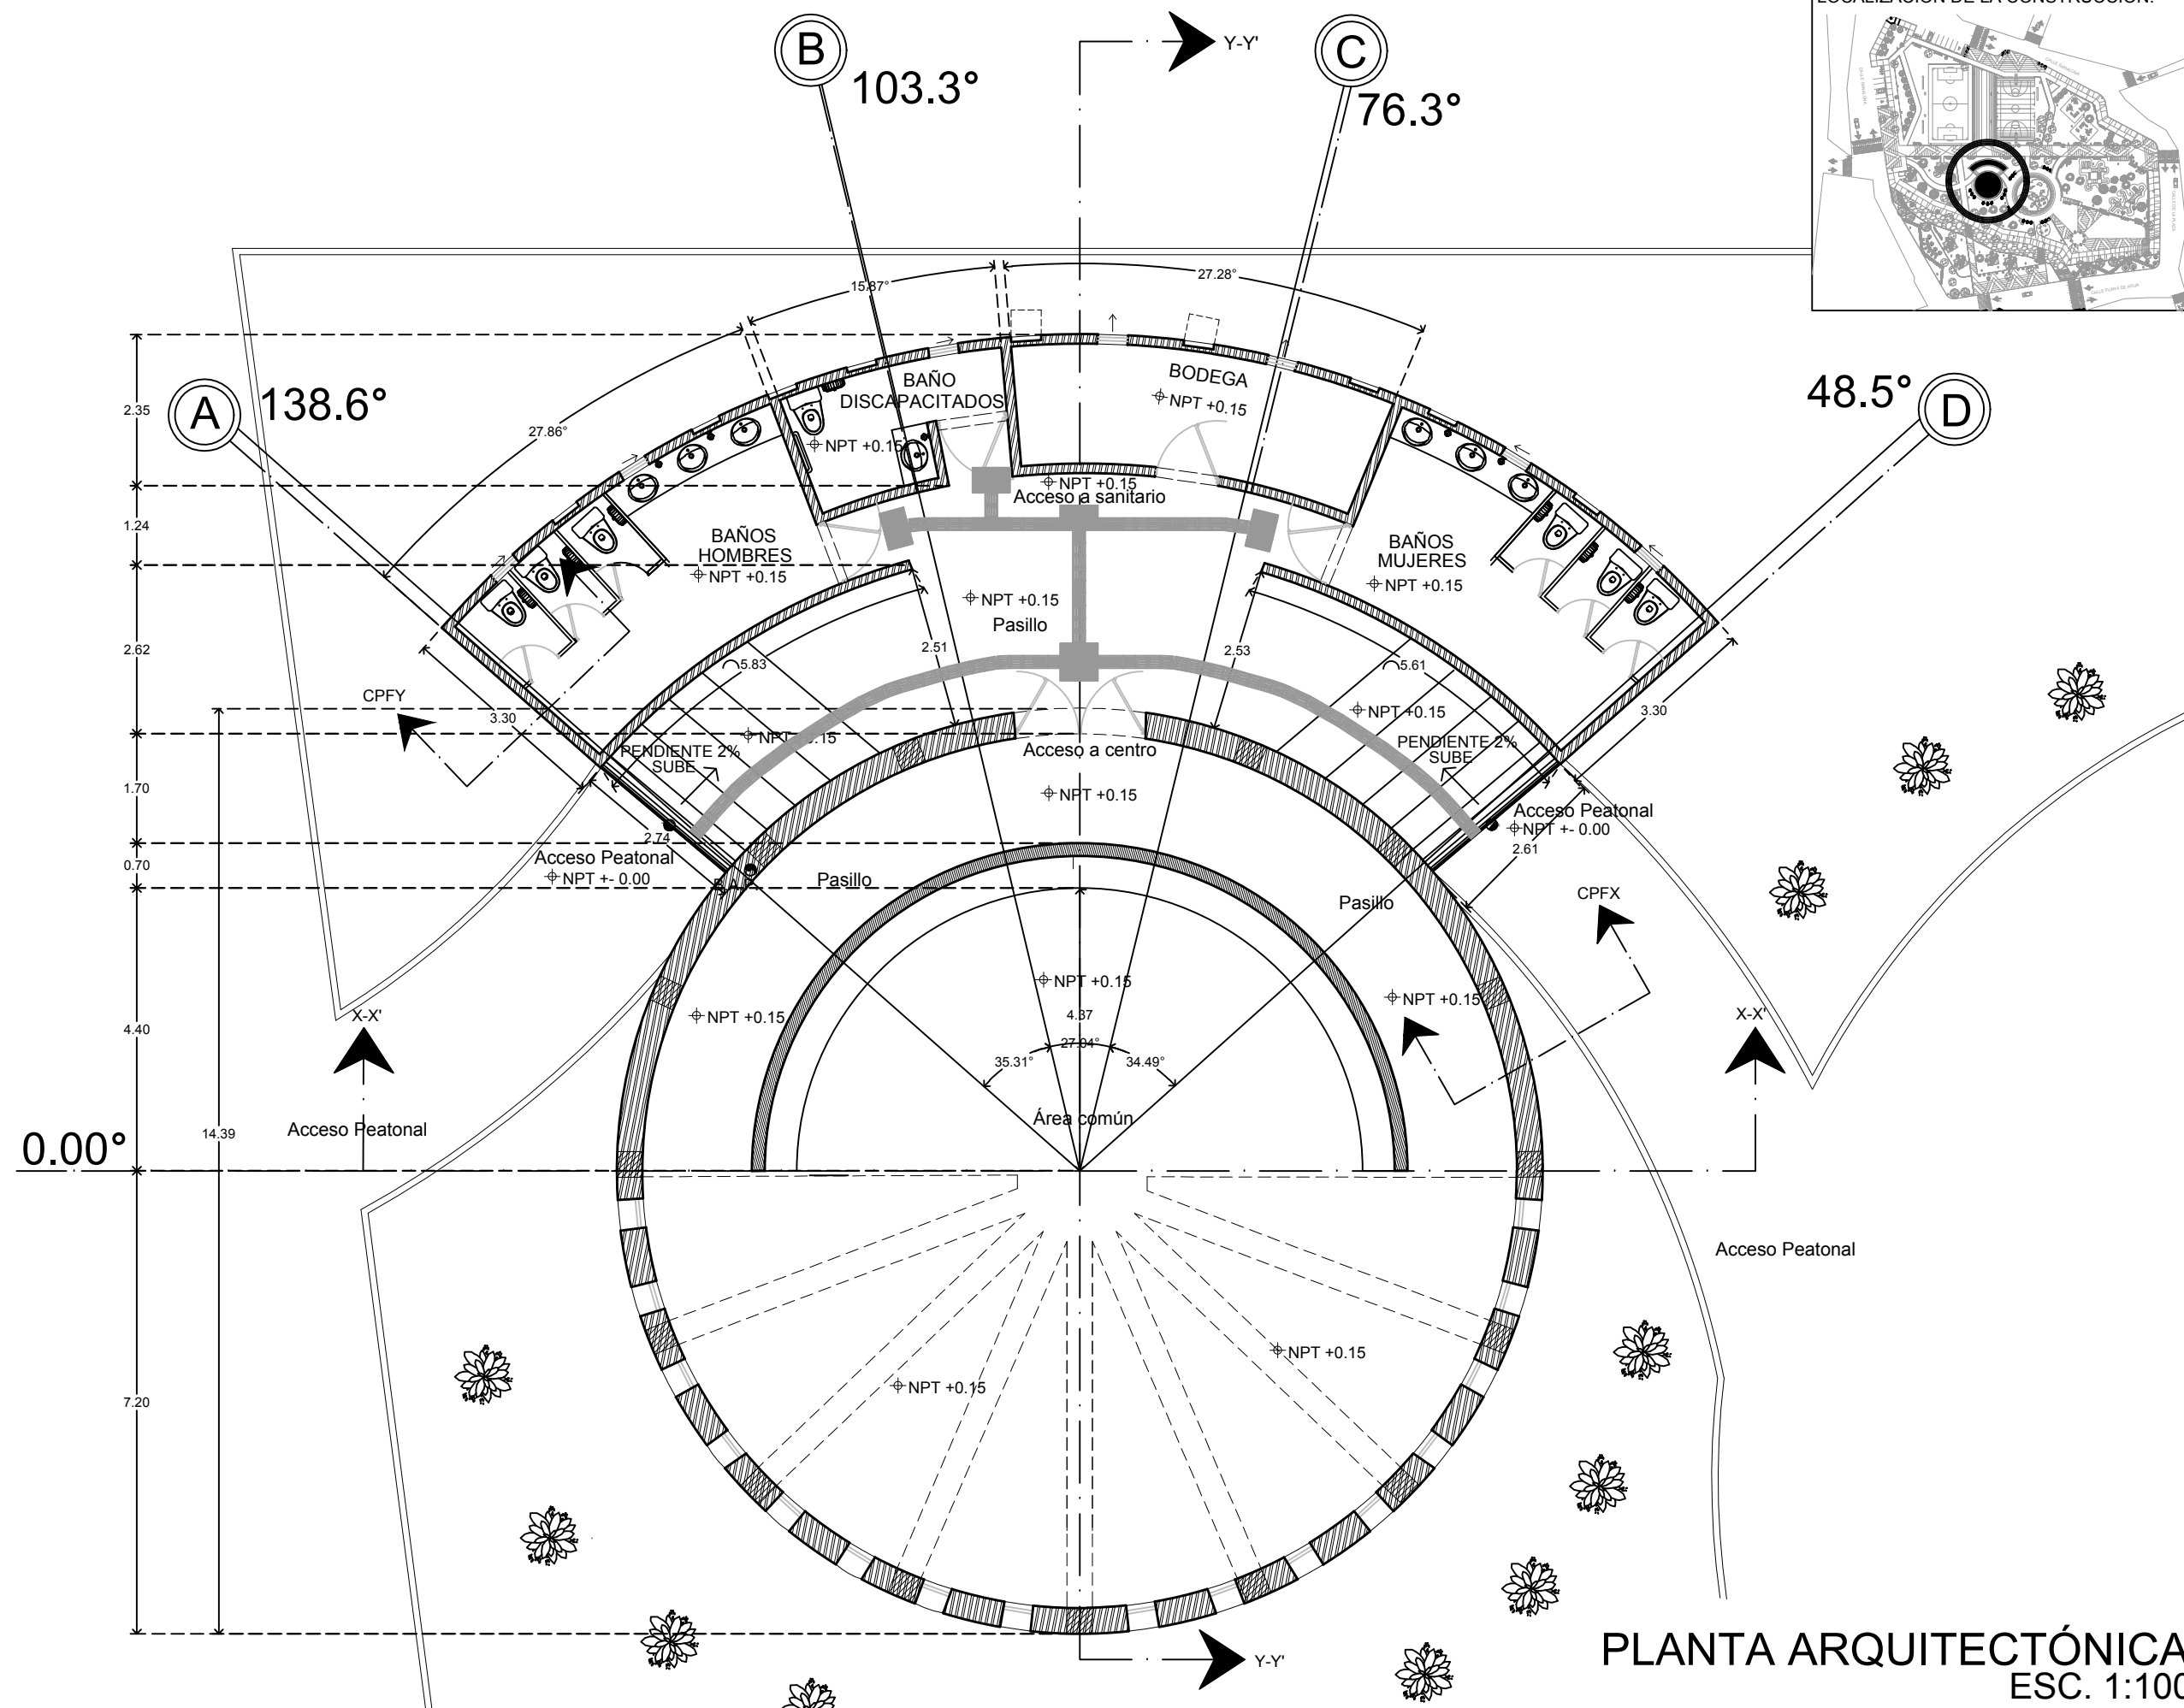 LOCALIZACIÓN DE LA CONSTRUCCIÓN:
B
103.3°
Y-Y'
C
76.3°
15.87°
27.28°
A
138.6°
48.5°
D
27.86°
2.35
1.24
2.62
1.70
0.70
4.40
7.20
14.39
0.00°
BAÑO
DISCAPACITADOS
NPT +0.15
BODEGA
NPT +0.15
NPT +0.15
Acceso a sanitario
BAÑOS
HOMBRES
NPT +0.15
BAÑOS
MUJERES
NPT +0.15
NPT +0.15
Pasillo
2.51
2.53
5.83
5.61
CPFY
3.30
3.30
NPT +0.15
PENDIENTE 2%
SUBE
NPT +0.15
PENDIENTE 2%
SUBE
Acceso a centro
NPT +0.15
2.74
Acceso Peatonal
NPT +- 0.00
Acceso Peatonal
NPT +- 0.00
2.61
Pasillo
Pasillo
CPFX
NPT +0.15
NPT +0.15
NPT +0.15
X-X'
X-X'
4.37
27.04°
35.31°
34.49°
Área común
Acceso Peatonal
Acceso Peatonal
NPT +0.15
NPT +0.15
Y-Y'
PLANTA ARQUITECTÓNICA
ESC. 1:100